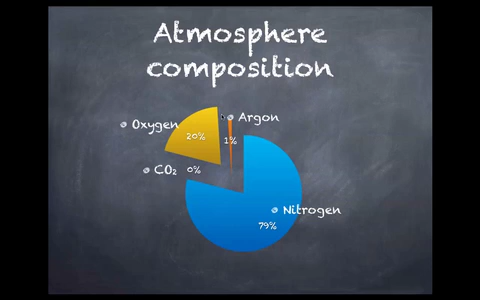 Atmosphere
composition
Argon
Oxygen
20%
1%
CO₂
0%
Nitrogen
79%